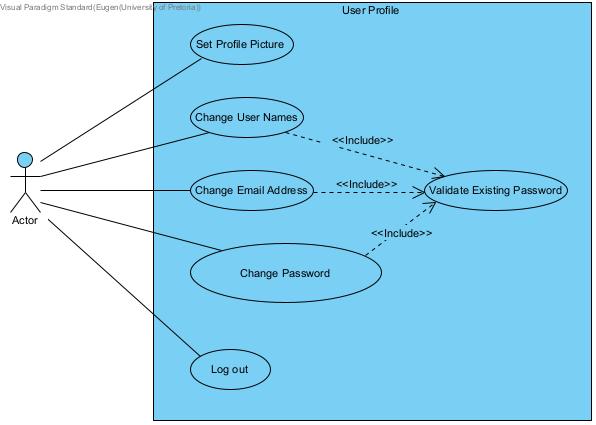 Visual Paradigm Standard(Eugen(University of Pretoria))
User Profile
Set Profile Picture
Change User Names
<<Include>>
Change Email Address
<<Include>>
Validate Existing Password
<<Include>>
Actor
Change Password
Log out